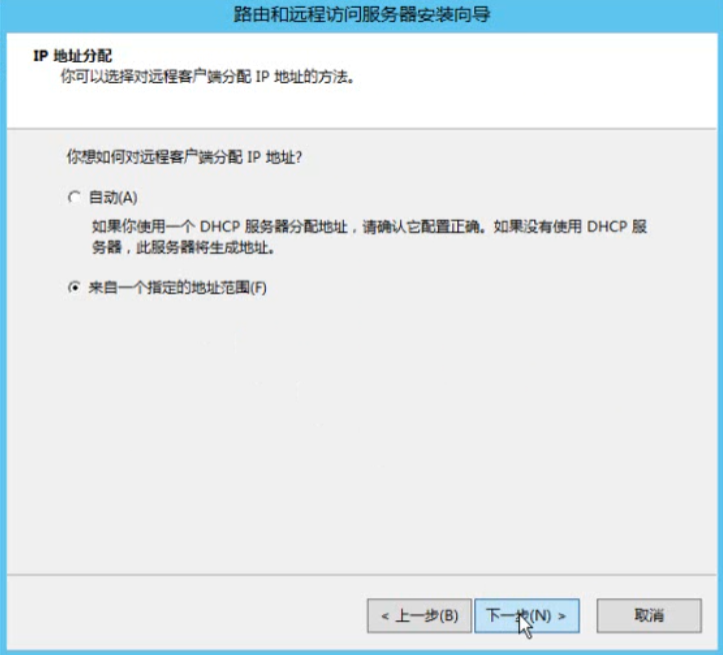 路由和远程访问服务器安装向导
IP 地址分配
你可以选择对远程客户端分配 IP 地址的方法。
你想如何对远程客户端分配 IP 地址?
自动(A)
如果你使用一个 DHCP 服务器分配地址，请确认它配置正确。如果没有使用 DHCP 服
务器，此服务器将生成地址。
来自一个指定的地址范围(F)
< 上一步(B)
下一步(N) >
取消